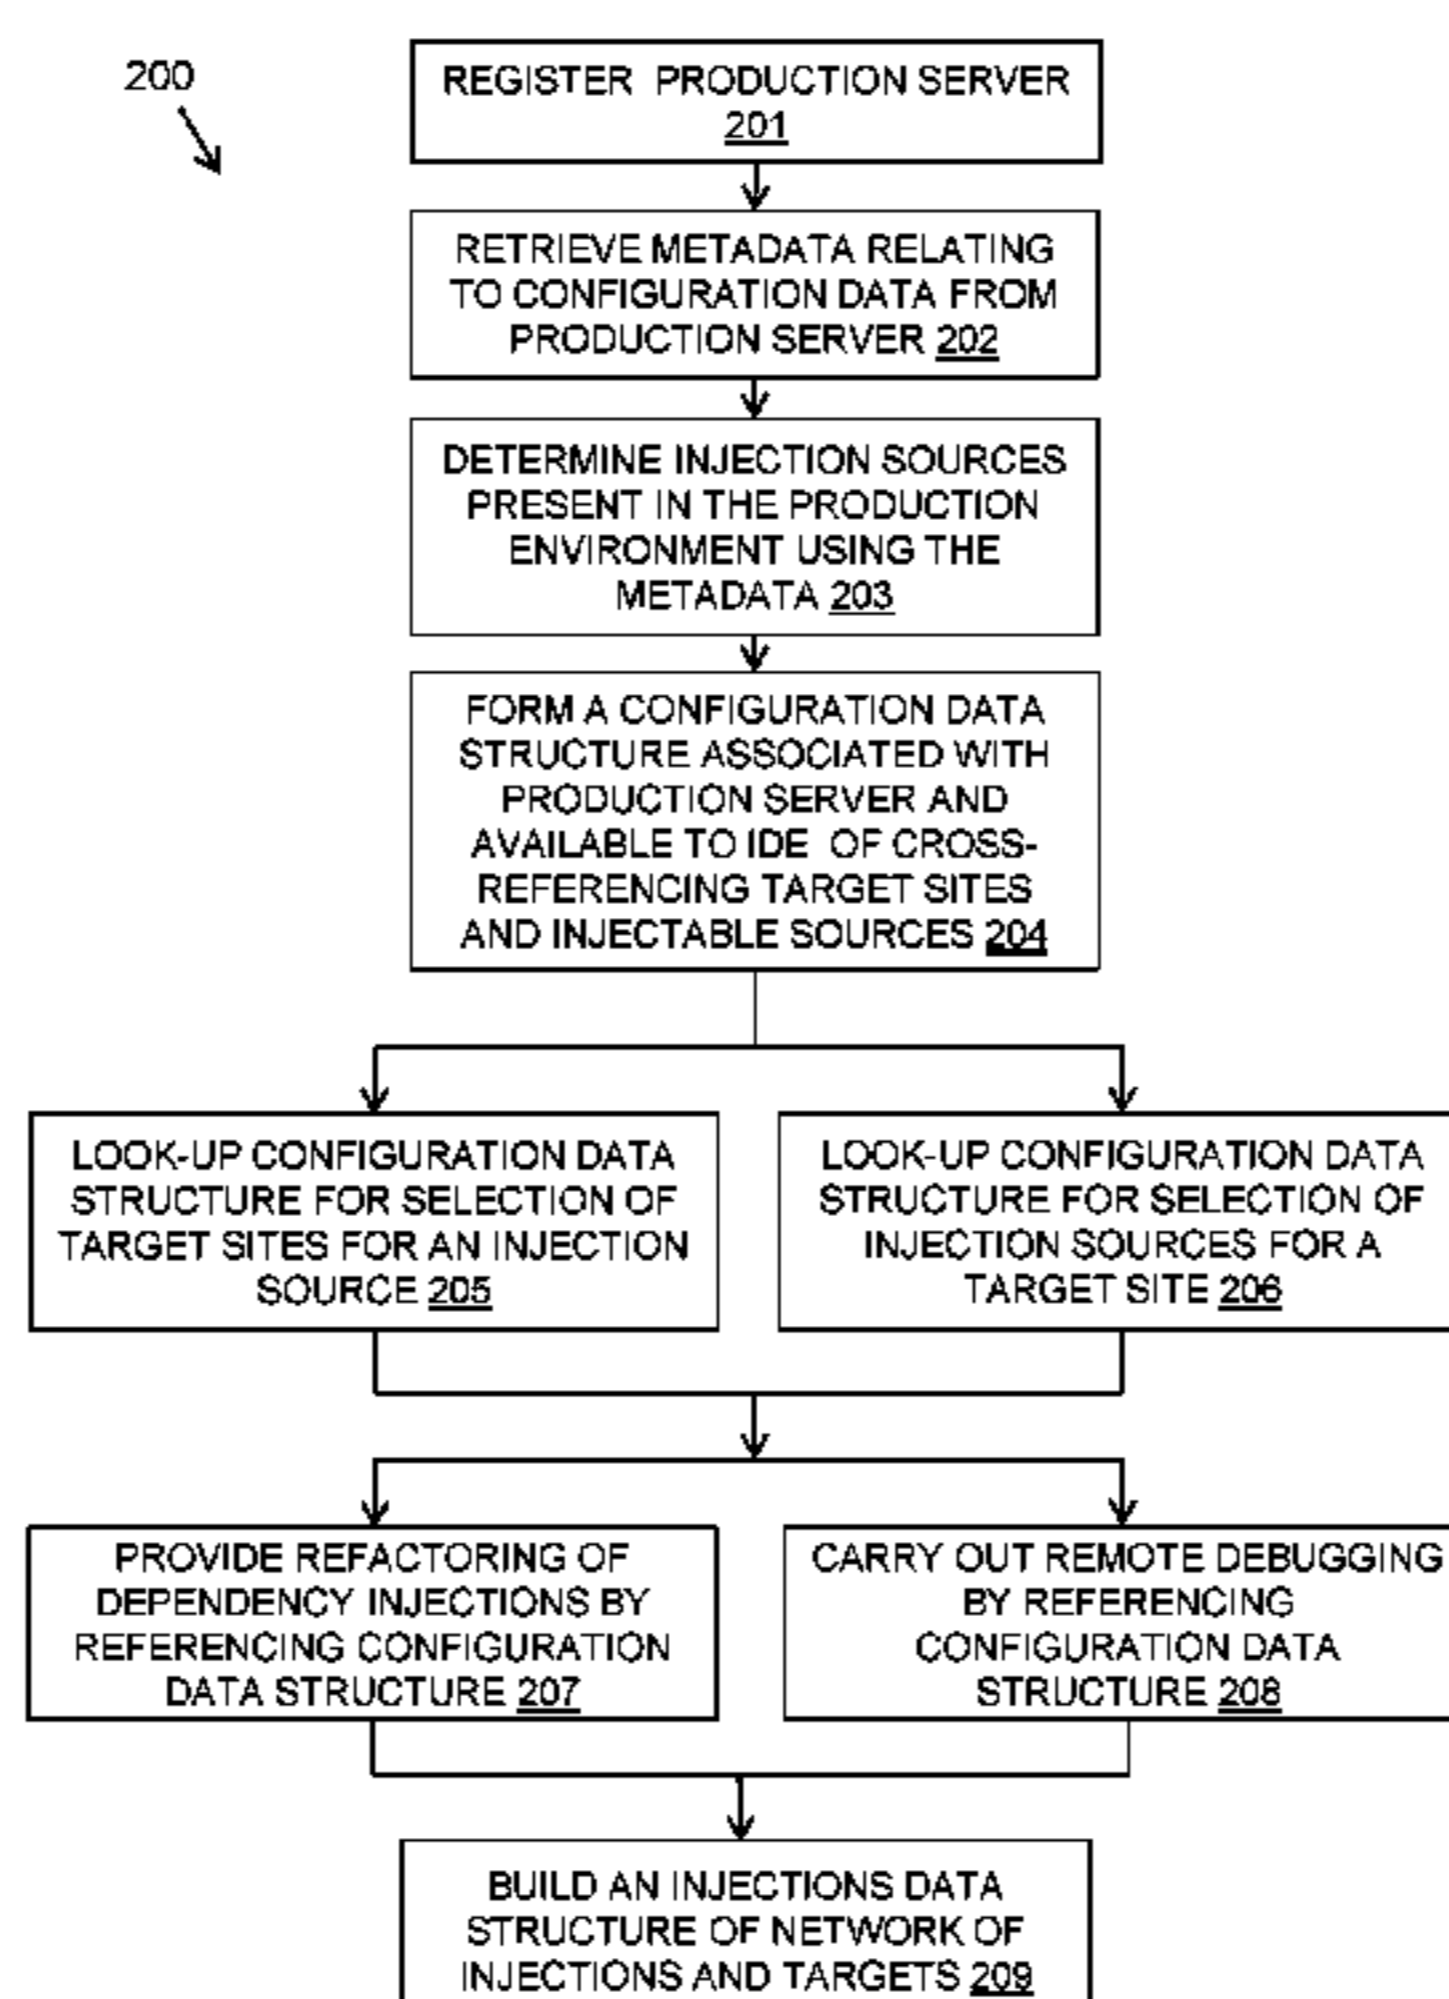 200
REGISTER PRODUCTION SERVER
201
RETRIEVE METADATA RELATING
TO CONFIGURATION DATA FROM
PRODUCTION SERVER 202
DETERMINE INJECTION SOURCES
PRESENT IN THE PRODUCTION
ENVIRONMENT USING THE
METADATA 203
FORM A CONFIGURATION DATA
STRUCTURE ASSOCIATED WITH
PRODUCTION SERVER AND
AVAILABLE TO IDE OF CROSS-
REFERENCING TARGET SITES
AND INJECTABLE SOURCES 204
LOOK-UP CONFIGURATION DATA
STRUCTURE FOR SELECTION OF
TARGET SITES FOR AN INJECTION
SOURCE 205
LOOK-UP CONFIGURATION DATA
STRUCTURE FOR SELECTION OF
INJECTION SOURCES FOR A
TARGET SITE 206
PROVIDE REFACTORING OF
DEPENDENCY INJECTIONS BY
REFERENCING CONFIGURATION
DATA STRUCTURE 207
CARRY OUT REMOTE DEBUGGING
BY REFERENCING
CONFIGURATION DATA
STRUCTURE 208
BUILD AN INJECTIONS DATA
STRUCTURE OF NETWORK OF
INJECTIONS AND TARGETS 209